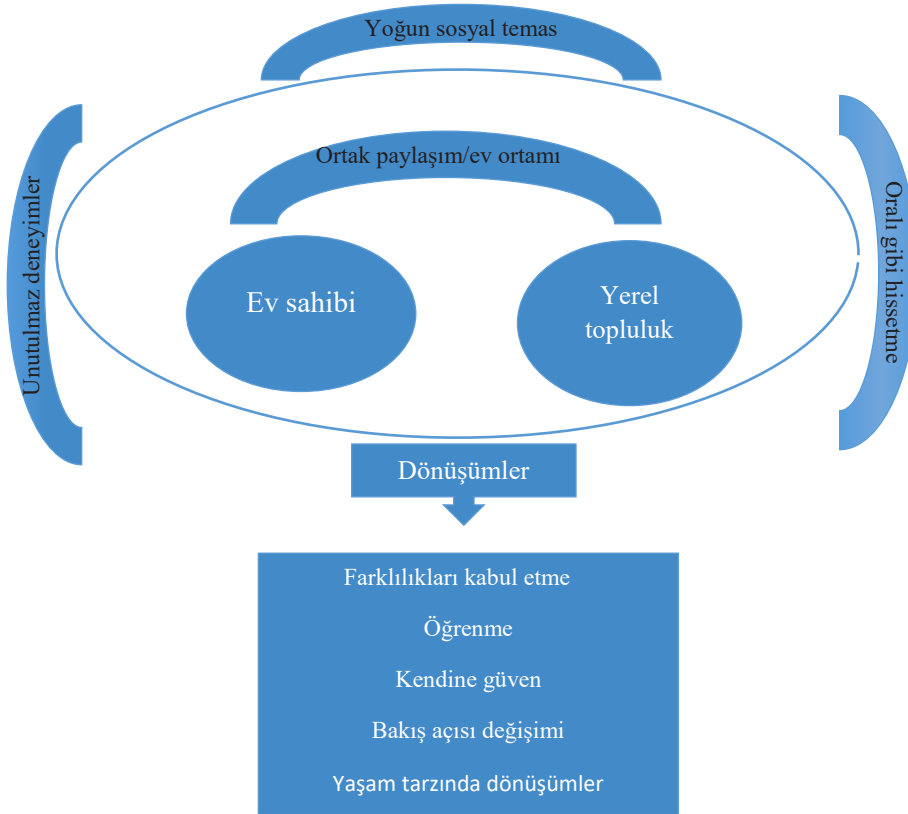 Yoğun sosyal temas
Ortak paylaşım/ev ortamı
Unutulmaz deneyimler
Oralı gibi hissetme
Ev sahibi
Yerel
topluluk
Dönüşümler
Farklılıkları kabul etme
Öğrenme
Kendine güven
Bakış açısı değişimi
Yaşam tarzında dönüşümler